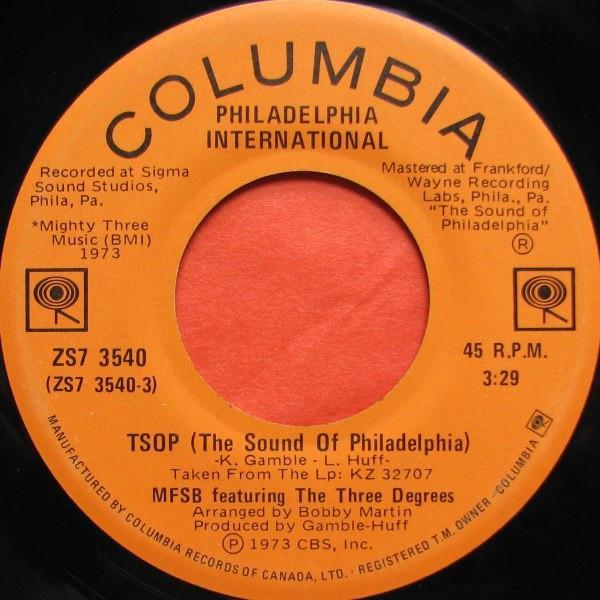 COLUMBIA
PHILADELPHIA
INTERNATIONAL
Recorded at Sigma
Sound Studios,
Phila, Pa.
*Mighty Three
Music (BMI)
1973
Mastered at Frankford/
Wayne Recording
Labs, Phila., Pa.
"The Sound of
Philadelphia"
®
ZS7 3540
(ZS7 3540-3)
45 R.P.M.
3:29
TSOP (The Sound Of Philadelphia)
-K. Gamble - L. Huff-
Taken From The Lp: KZ 32707
MFSB featuring The Three Degrees
Arranged by Bobby Martin
Produced by Gamble-Huff
℗ 1973 CBS, Inc.
MANUFACTURED BY COLUMBIA RECORDS OF CANADA, LTD. - REGISTERED T.M. OWNER - COLUMBIA